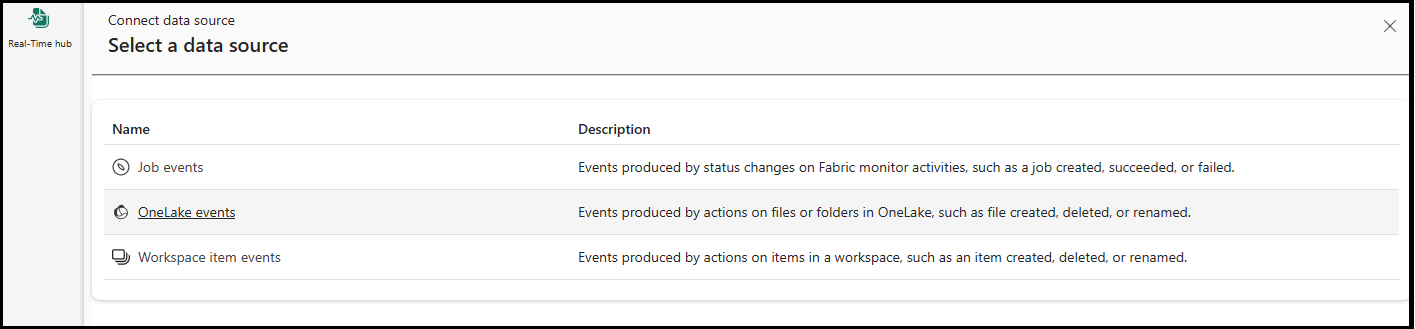 Real-Time hub
Connect data source
Select a data source
Name Description
Job events Events produced by status changes on Fabric monitor activities, such as a job created, succeeded, or failed.
OneLake events Events produced by actions on files or folders in OneLake, such as file created, deleted, or renamed.
Workspace item events Events produced by actions on items in a workspace, such as an item created, deleted, or renamed.